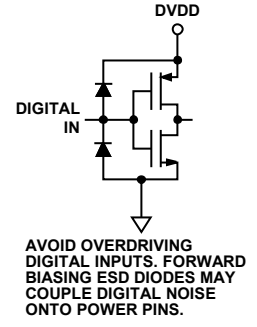 DVDD
DIGITAL
IN
AVOID OVERDRIVING
DIGITAL INPUTS. FORWARD
BIASING ESD DIODES MAY
COUPLE DIGITAL NOISE
ONTO POWER PINS.